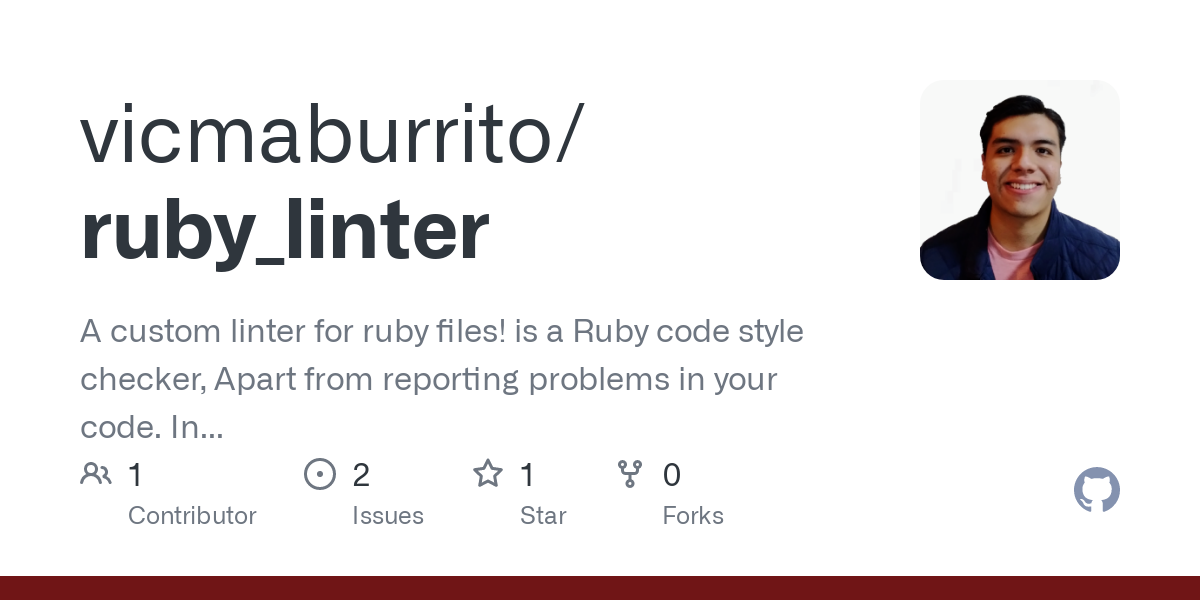 vicmaburrito/
ruby_linter
A custom linter for ruby files! is a Ruby code style
checker, Apart from reporting problems in your
code. In...
1 2 1 0
Contributor Issues Star Forks